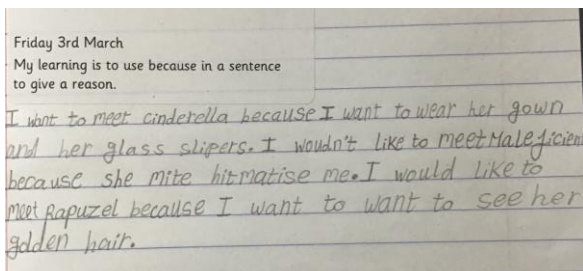 Friday 3rd March
My learning is to use because in a sentence
to give a reason.
I want to meet cinderella because I want to wear her gown
and her glass slipers. I woudn't like to meet Maleficient
because she mite hitmatise me. I would like to
meet Rapuzel because I want to want to see her
golden hair.